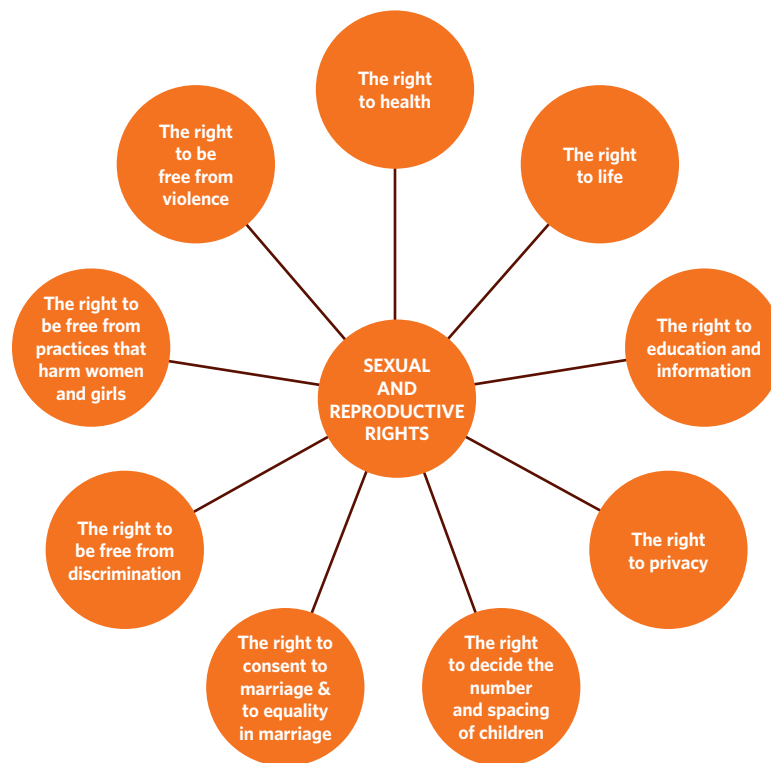 The right
to health
The right
to life
The right to
education and
information
The right
to privacy
The right
to decide the
number
and spacing
of children
The right to
consent to
marriage &
to equality
in marriage
The right to
be free from
discrimination
The right to
be free from
practices that
harm women
and girls
The right
to be
free from
violence
SEXUAL
AND
REPRODUCTIVE
RIGHTS